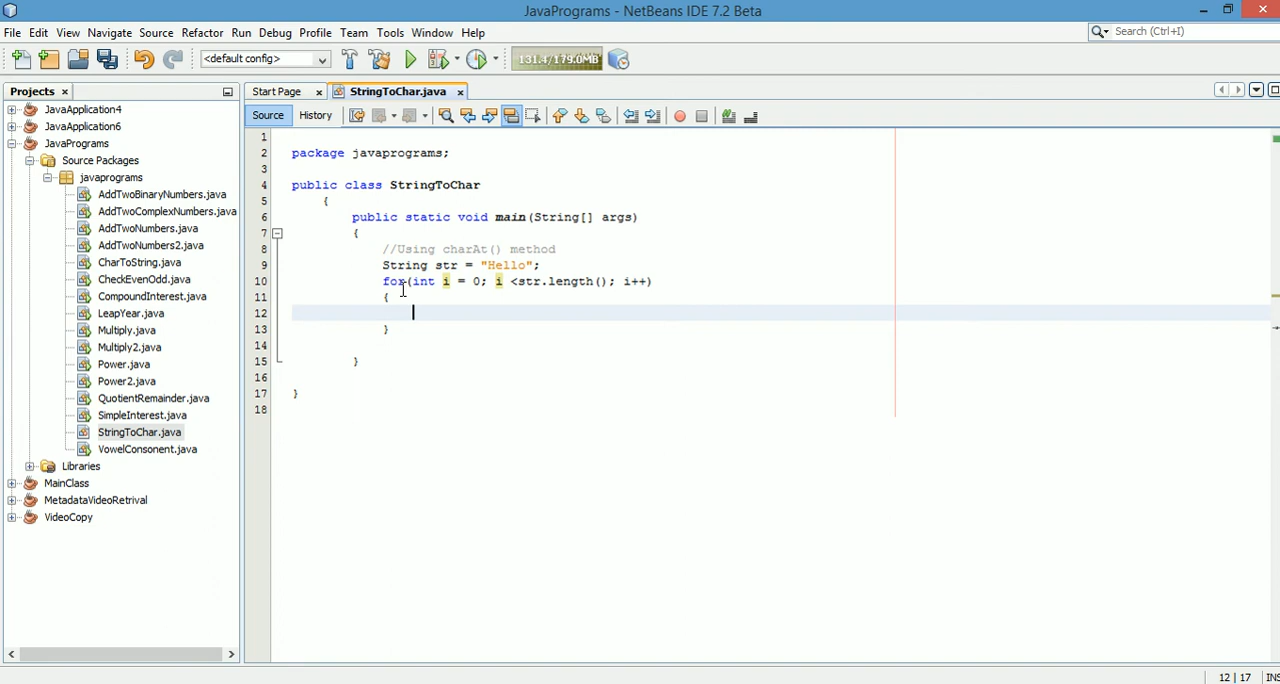 JavaPrograms - NetBeans IDE 7.2 Beta
File Edit View Navigate Source Refactor Run Debug Profile Team Tools Window Help
Search (Ctrl+I)
<default config>
131.4/179.0MB
Projects
Start Page
StringToChar.java
Source
History
JavaApplication4
JavaApplication6
JavaPrograms
Source Packages
javaprograms
AddTwoBinaryNumbers.java
AddTwoComplexNumbers.java
AddTwoNumbers.java
AddTwoNumbers2.java
CharToString.java
CheckEvenOdd.java
CompoundInterest.java
LeapYear.java
Multiply.java
Multiply2.java
Power.java
Power2.java
QuotientRemainder.java
SimpleInterest.java
StringToChar.java
VowelConsonent.java
Libraries
MainClass
MetadataVideoRetrival
VideoCopy
1
2 package javaprograms;
3
4 public class StringToChar
5 {
6 public static void main(String[] args)
7 {
8 //Using charAt() method
9 String str = "Hello";
10 for(int i = 0; i <str.length(); i++)
11 {
12
13 }
14
15 }
16
17 }
18
12 | 17 INS